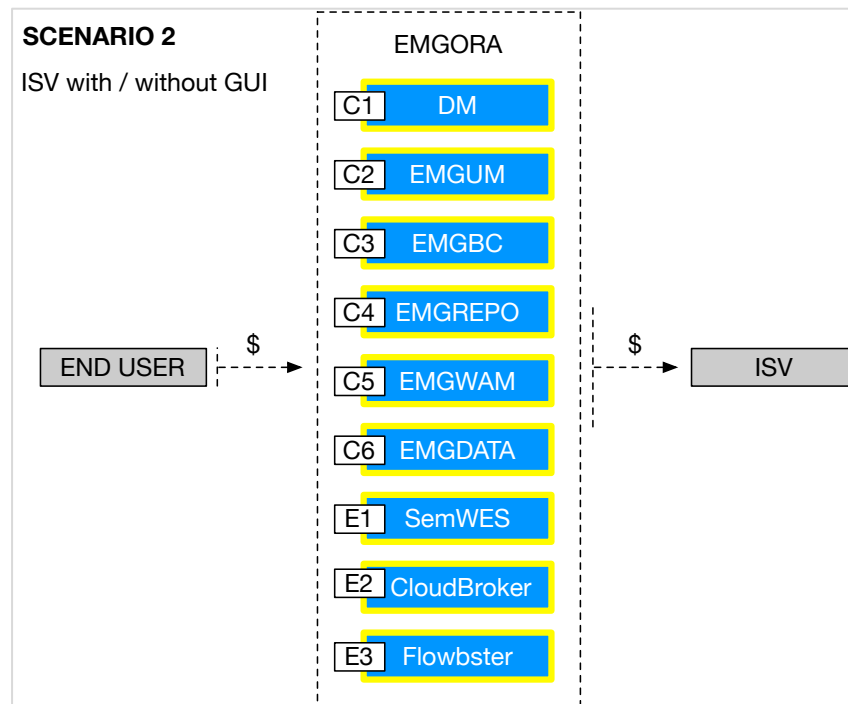 SCENARIO 2
ISV with / without GUI
EMGORA
C1 DM
C2 EMGUM
C3 EMGBC
C4 EMGREPO
$ $
END USER C5 EMGWAM ISV
C6 EMGDATA
E1 SemWES
E2 CloudBroker
E3 Flowbster